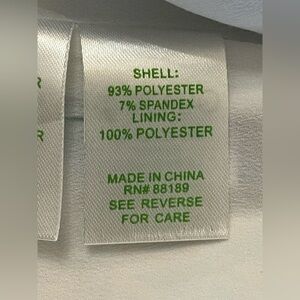 SHELL:
93% POLYESTER
7% SPANDEX
LINING:
100% POLYESTER
MADE IN CHINA
RN# 88189
SEE REVERSE
FOR CARE
R
R